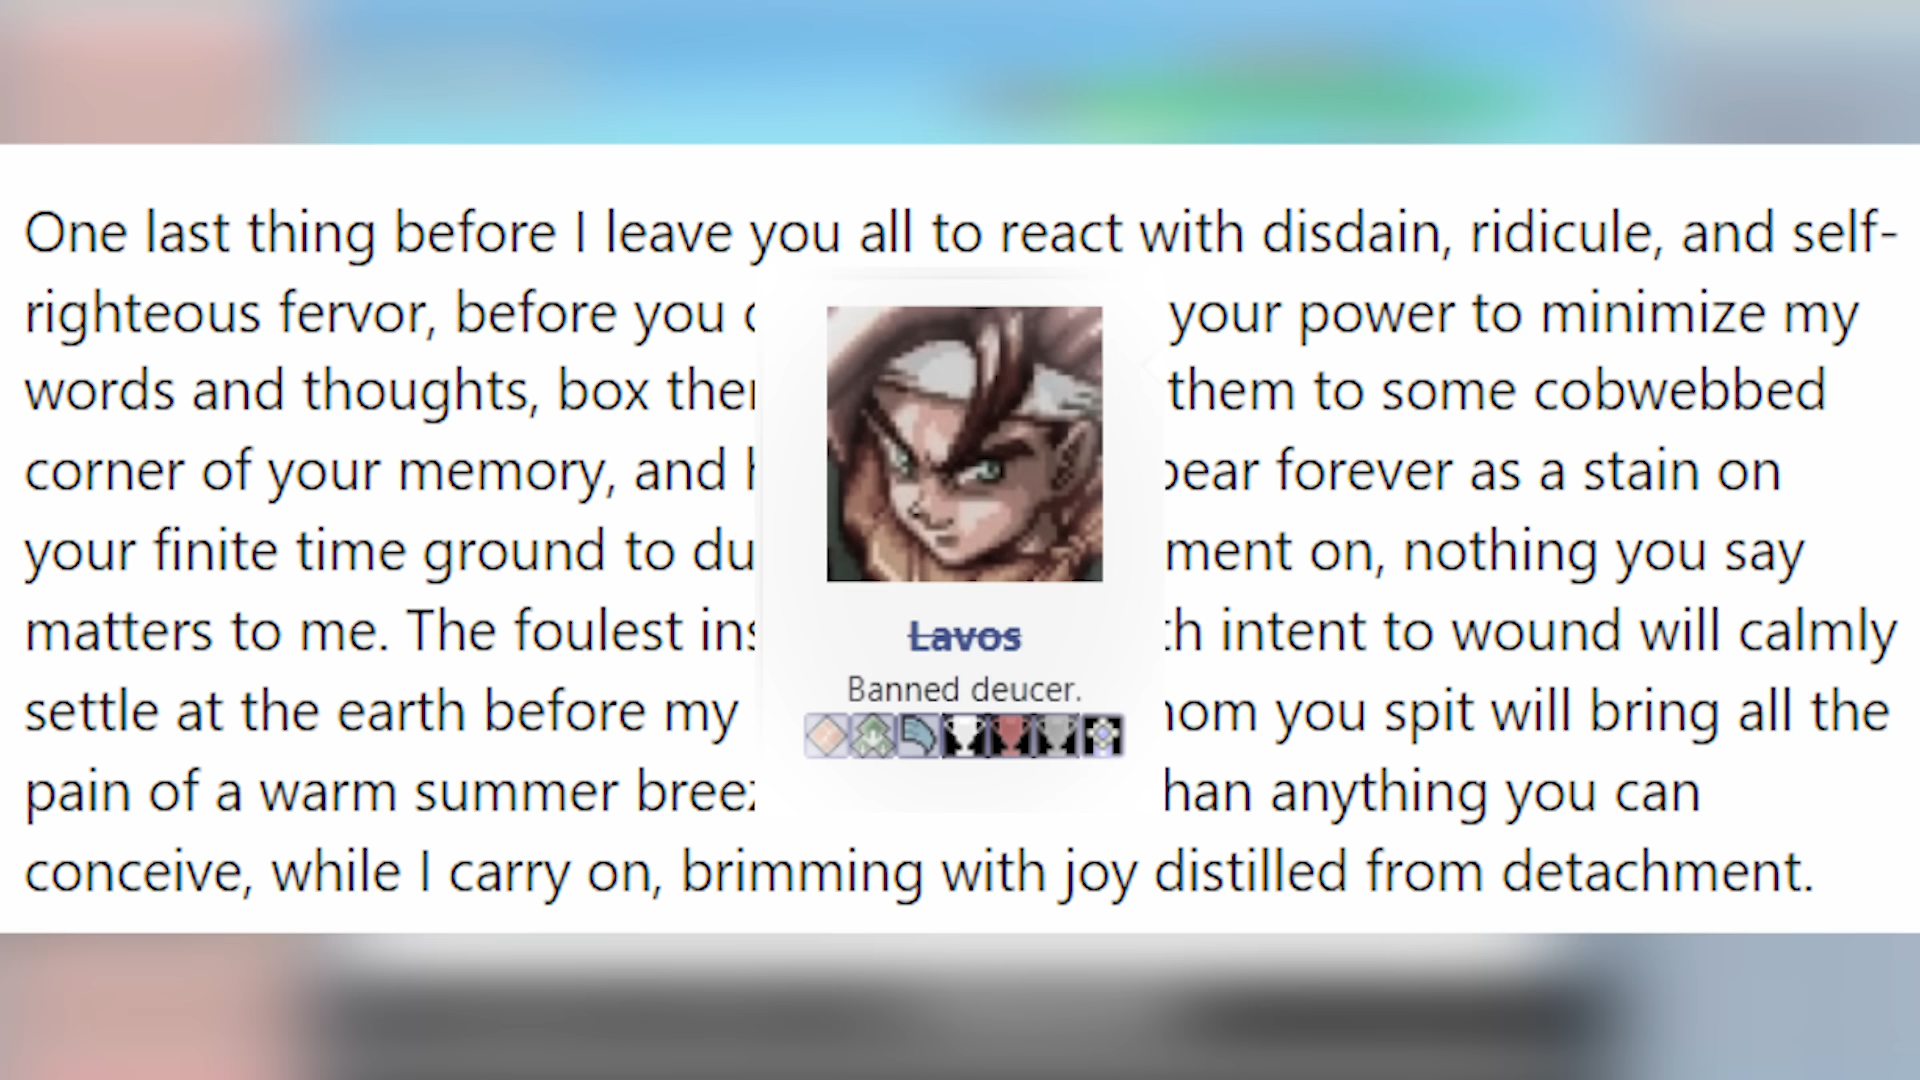 One last thing before I leave you all to react with disdain, ridicule, and self-
righteous fervor, before you your power to minimize my
words and thoughts, box them to some cobwebbed
corner of your memory, and forever as a stain on
your finite time ground to on, nothing you say
matters to me. The foulest intent to wound will calmly
settle at the earth before my you spit will bring all the
pain of a warm summer anything you can
conceive, while I carry on, brimming with joy distilled from detachment.
Lavos
Banned deucer.